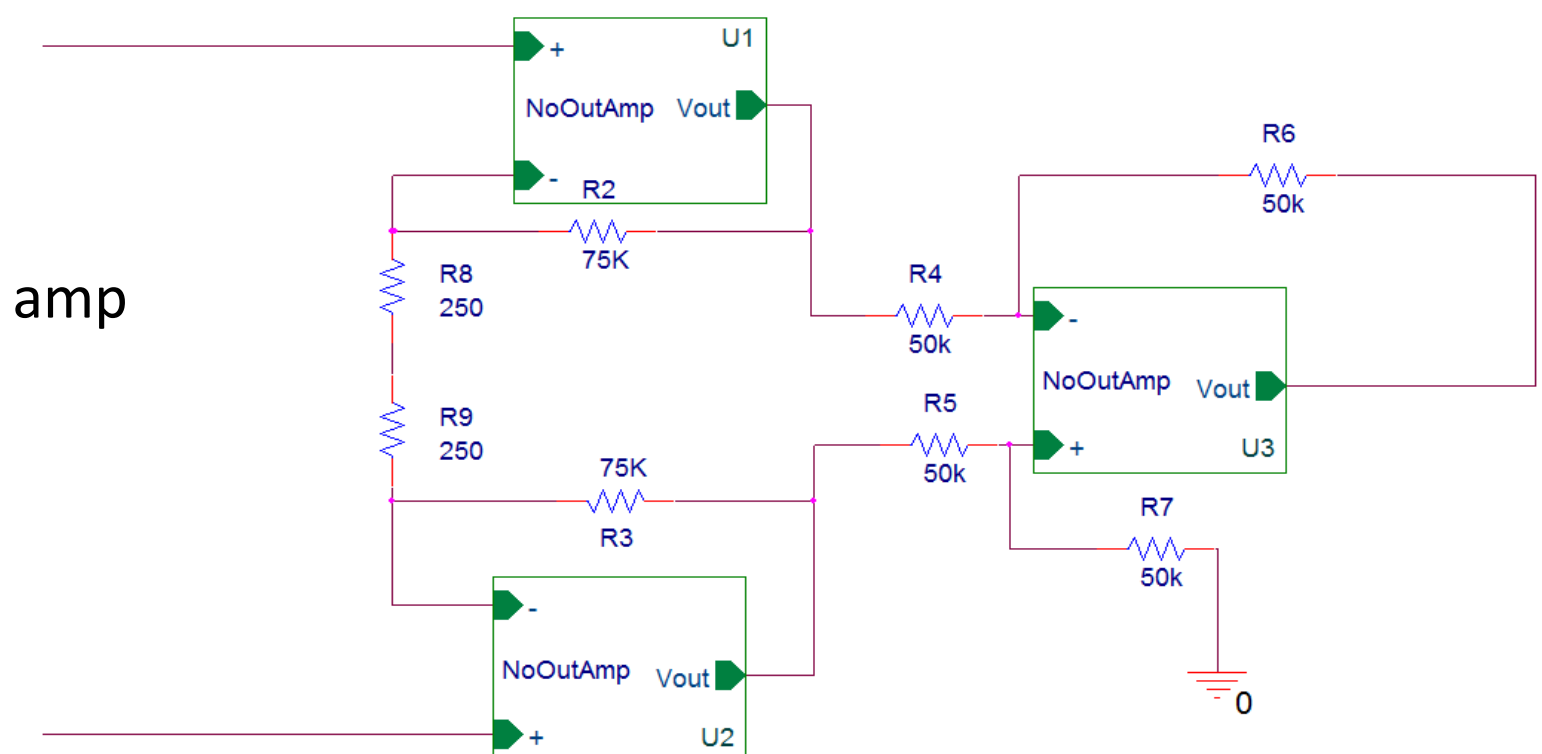 U1
+
NoOutAmp Vout
-
R2
75K
R6
50k
amp
R8
250
R4
50k
-
NoOutAmp Vout
R9
250
R5
50k
+
U3
75K
R3
R7
50k
-
NoOutAmp Vout
0
+
U2